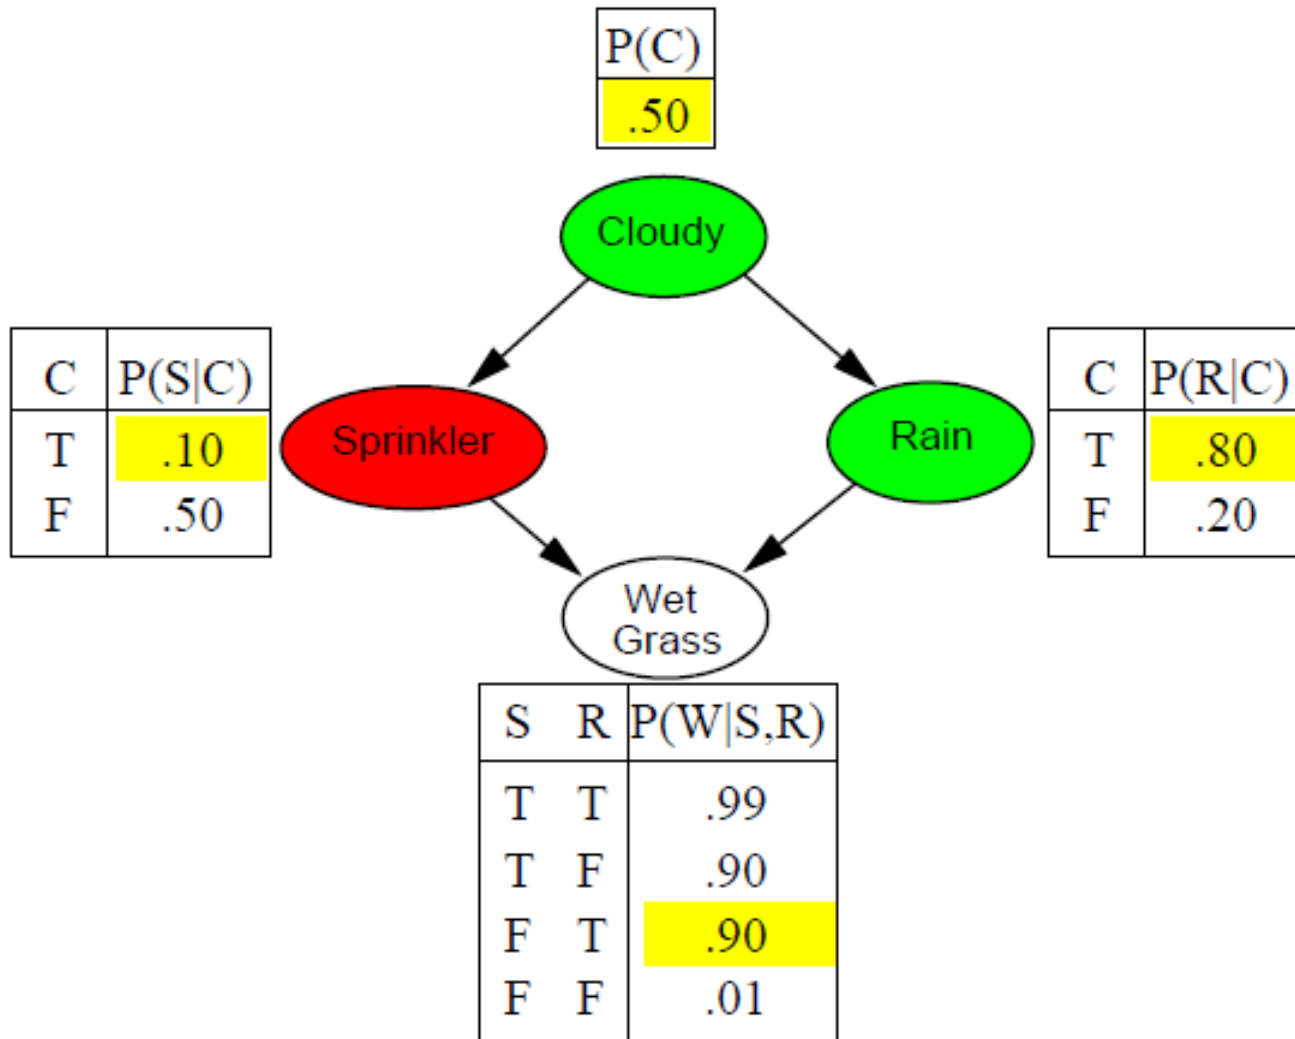 P(C)
.50
Cloudy
C P(S|C)
T .10
F .50
Sprinkler
Rain
C P(R|C)
T .80
F .20
Wet
Grass
S R P(W|S,R)
T T .99
T F .90
F T .90
F F .01